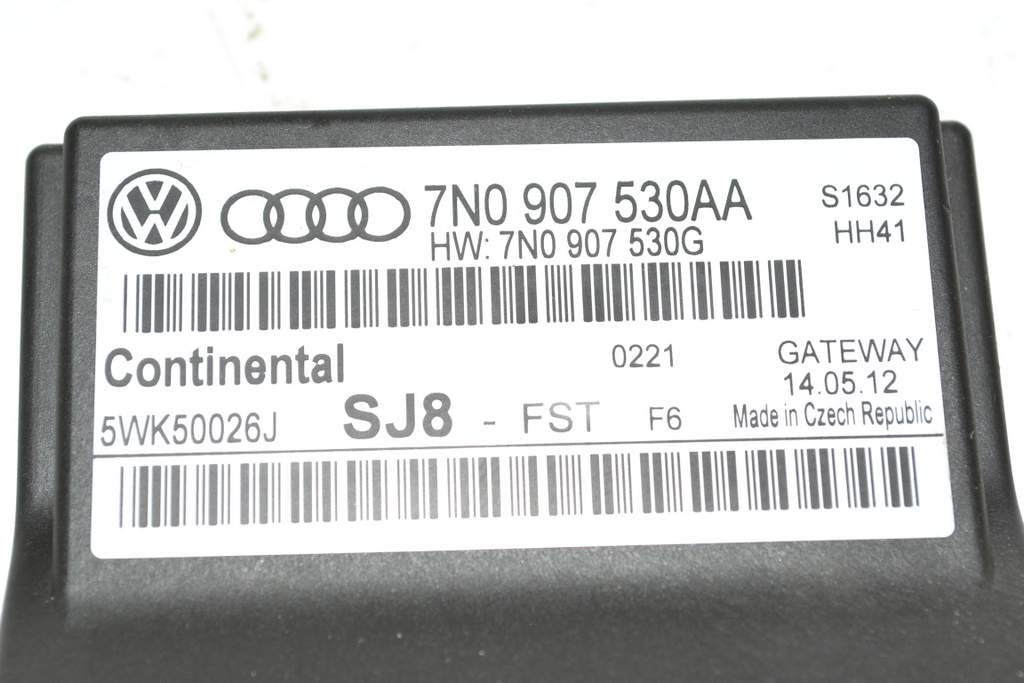 7N0 907 530AA
S1632
HW: 7N0 907 530G
HH41
Continental
0221
GATEWAY
14.05.12
5WK50026J
SJ8 - FST
F6
Made in Czech Republic